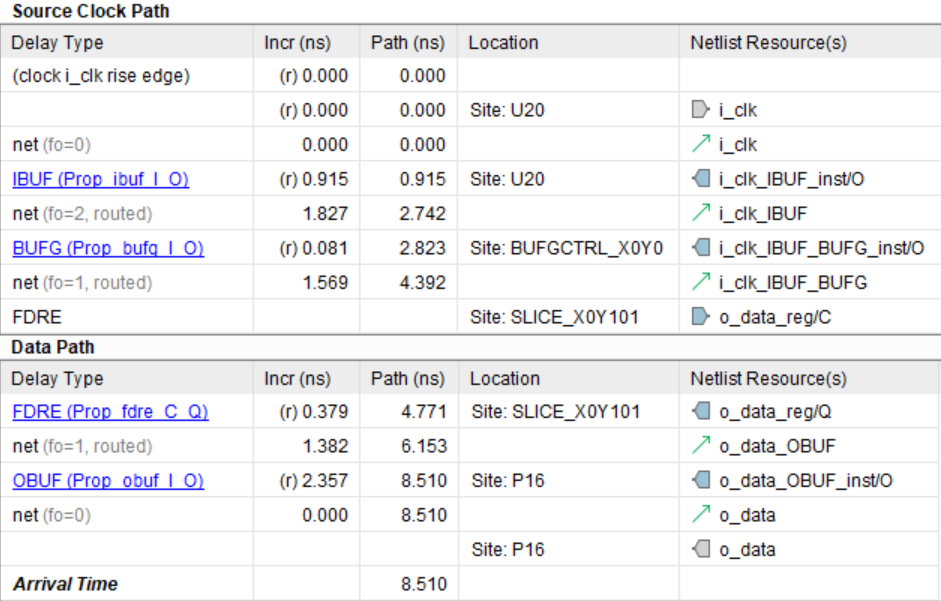 Source Clock Path
Delay Type Incr (ns) Path (ns) Location Netlist Resource(s)
(clock i_clk rise edge) (r) 0.000 0.000
(r) 0.000 0.000 Site: U20 i_clk
net (fo=0) 0.000 0.000 i_clk
IBUF (Prop_ibuf_I_O) (r) 0.915 0.915 Site: U20 i_clk_IBUF_inst/O
net (fo=2, routed) 1.827 2.742 i_clk_IBUF
BUFG (Prop_bufg_I_O) (r) 0.081 2.823 Site: BUFGCTRL_X0Y0 i_clk_IBUF_BUFG_inst/O
net (fo=1, routed) 1.569 4.392 i_clk_IBUF_BUFG
FDRE Site: SLICE_X0Y101 o_data_reg/C
Data Path
Delay Type Incr (ns) Path (ns) Location Netlist Resource(s)
FDRE (Prop_fdre_C_Q) (r) 0.379 4.771 Site: SLICE_X0Y101 o_data_reg/Q
net (fo=1, routed) 1.382 6.153 o_data_OBUF
OBUF (Prop_obuf_I_O) (r) 2.357 8.510 Site: P16 o_data_OBUF_inst/O
net (fo=0) 0.000 8.510 o_data
Site: P16 o_data
Arrival Time 8.510